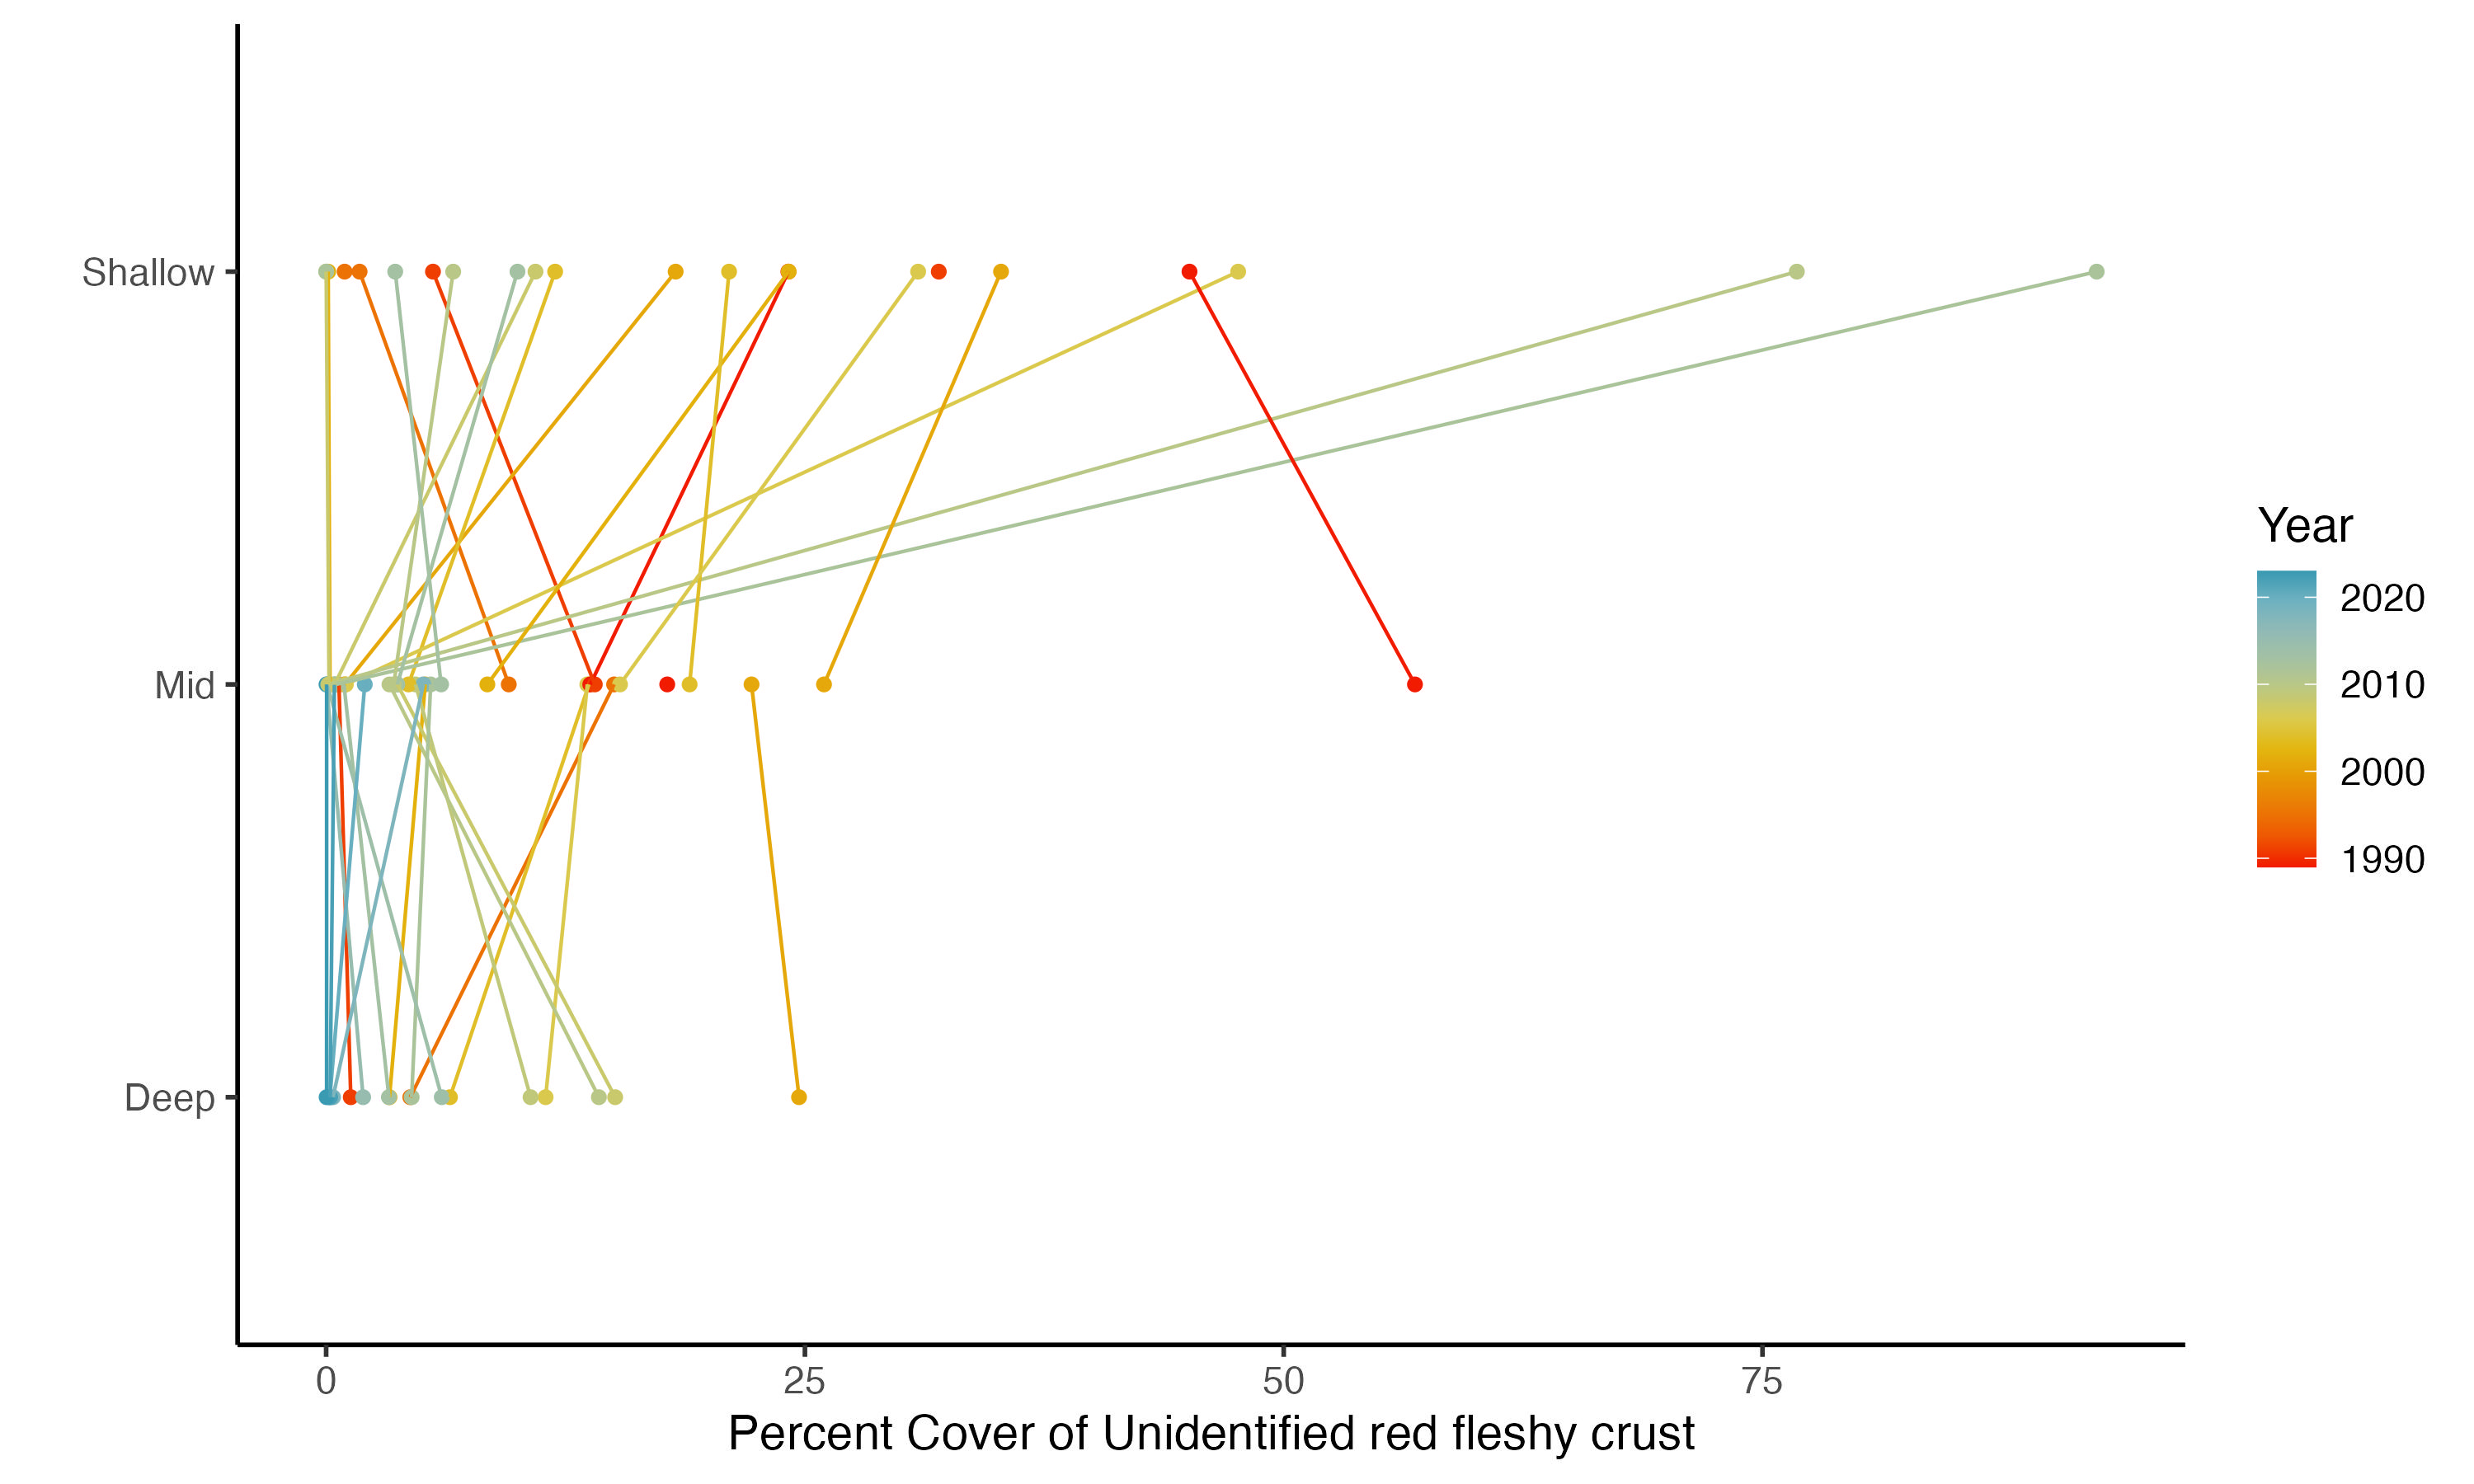 Shallow
Mid
Deep
0 25 50 75
Percent Cover of Unidentified red fleshy crust
Year
2020
2010
2000
1990